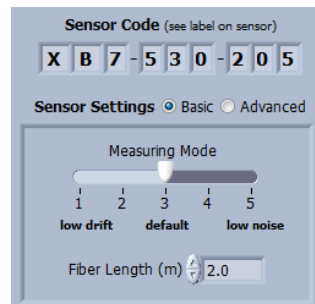 Sensor Code (see label on sensor)
X B 7 - 5 3 0 - 2 0 5
Sensor Settings Basic Advanced
Measuring Mode
1 2 3 4 5
low drift default low noise
Fiber Length (m) 2.0